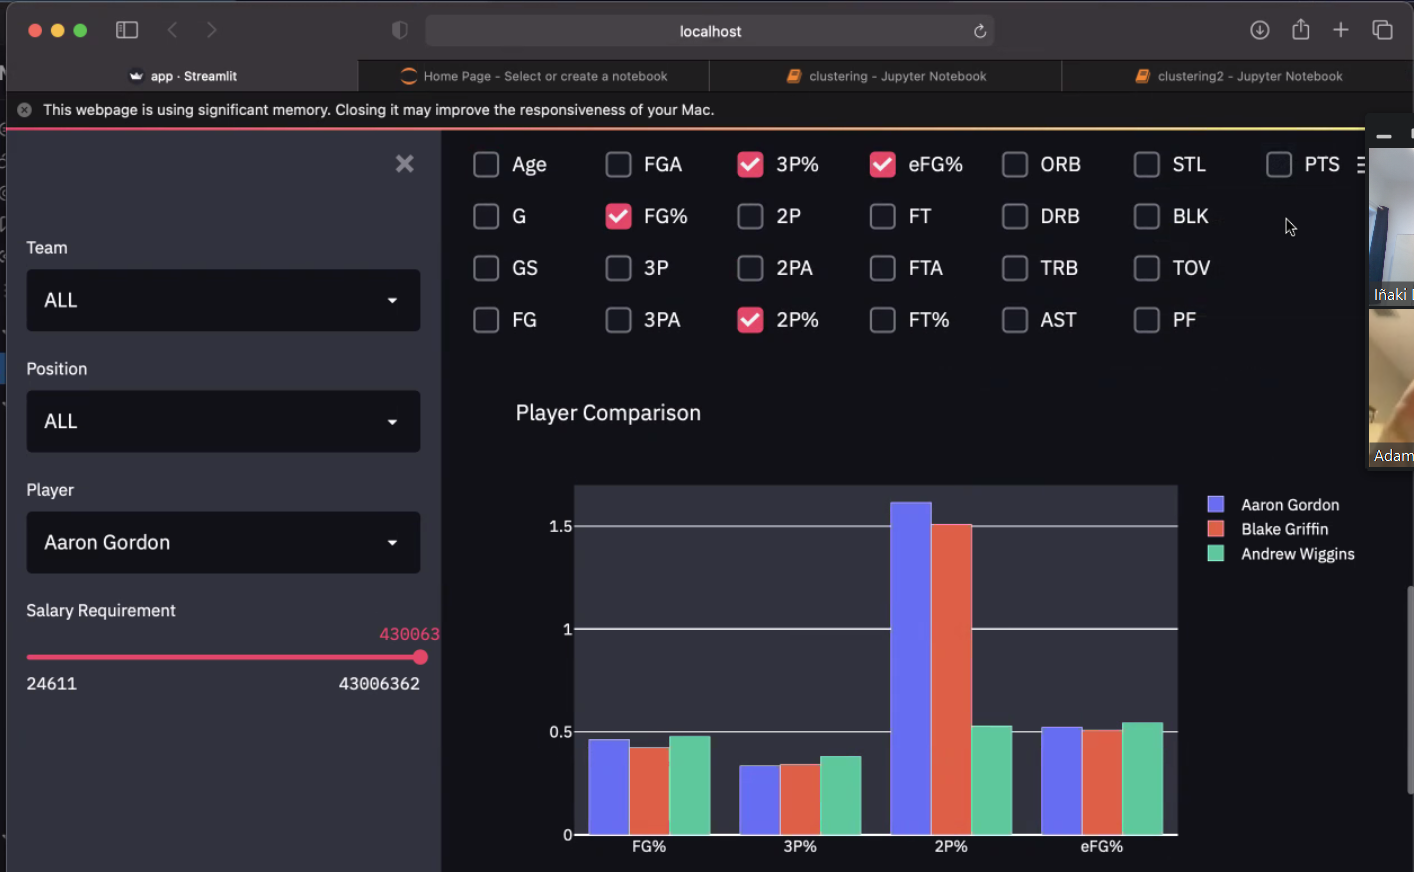 localhost
app · Streamlit
Home Page - Select or create a notebook
clustering - Jupyter Notebook
clustering2 - Jupyter Notebook
This webpage is using significant memory. Closing it may improve the responsiveness of your Mac.
Team
ALL
Position
ALL
Player
Aaron Gordon
Salary Requirement
430063
24611 43006362
Age FGA 3P% eFG% ORB STL PTS
G FG% 2P FT DRB BLK
GS 3P 2PA FTA TRB TOV
FG 3PA 2P% FT% AST PF
Player Comparison
1.5
1
0.5
0
FG% 3P% 2P% eFG%
Aaron Gordon
Blake Griffin
Andrew Wiggins
Iñaki
Adam